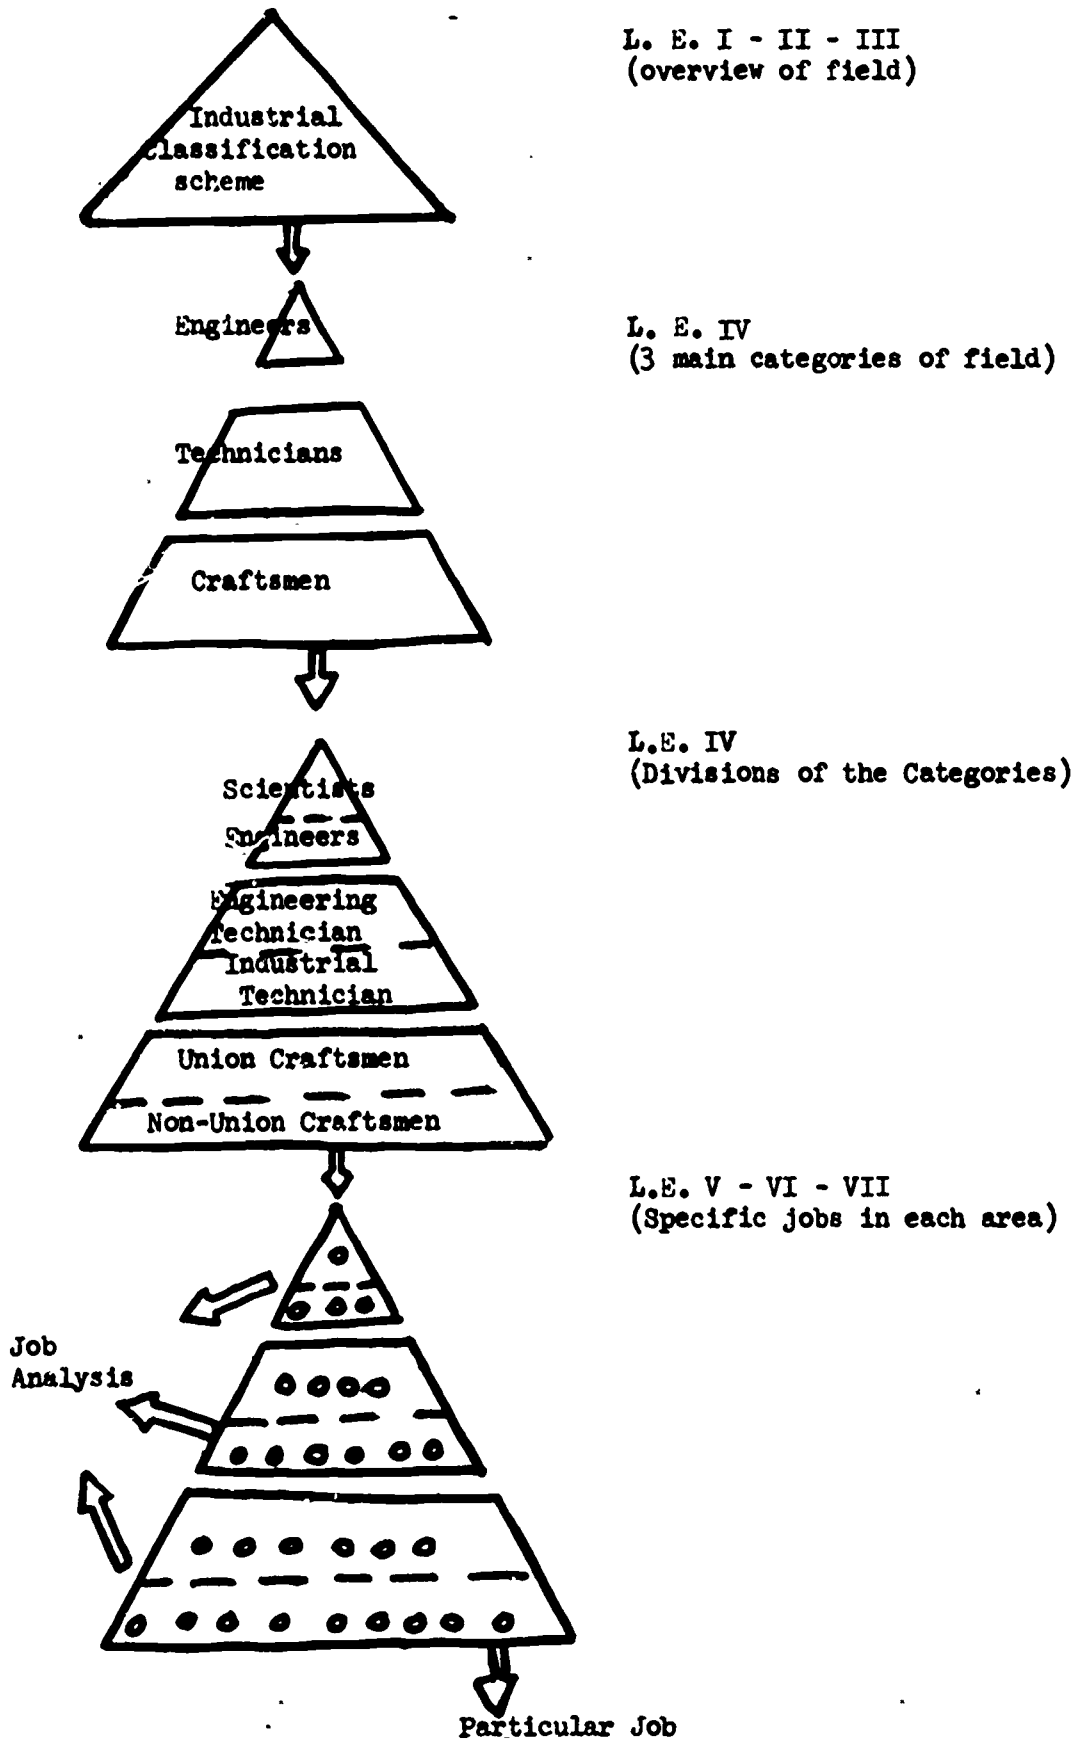 L. E. I - II - III
(overview of field)
Industrial
Classification
scheme
Engineers
L. E. IV
(3 main categories of field)
Technicians
Craftsmen
L.E. IV
(Divisions of the Categories)
Scientists
Engineers
Engineering
Technician
Industrial
Technician
Union Craftsmen
Non-Union Craftsmen
L.E. V - VI - VII
(Specific jobs in each area)
Job
Analysis
Particular Job